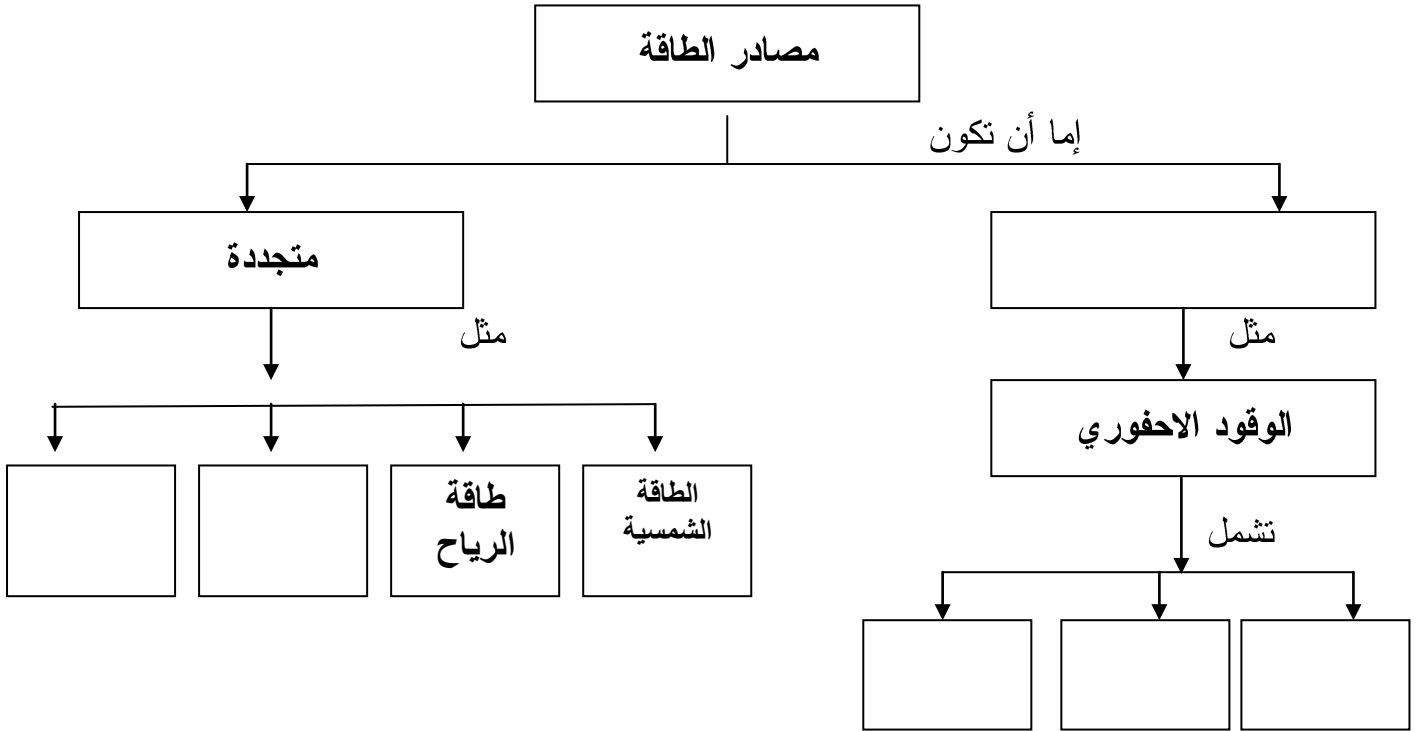 مصادر الطاقة
إما أن تكون
متجددة
مثل
مثل
الوقود الاحفوري
الطاقة
الشمسية
طاقة
الرياح
تشمل